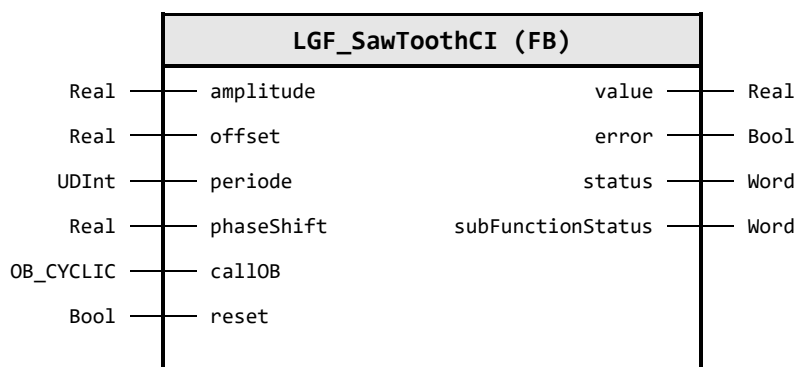 LGF_SawToothCI (FB)
Real amplitude value Real
Real offset error Bool
UDInt periode status Word
Real phaseShift subFunctionStatus Word
OB_CYCLIC callOB
Bool reset